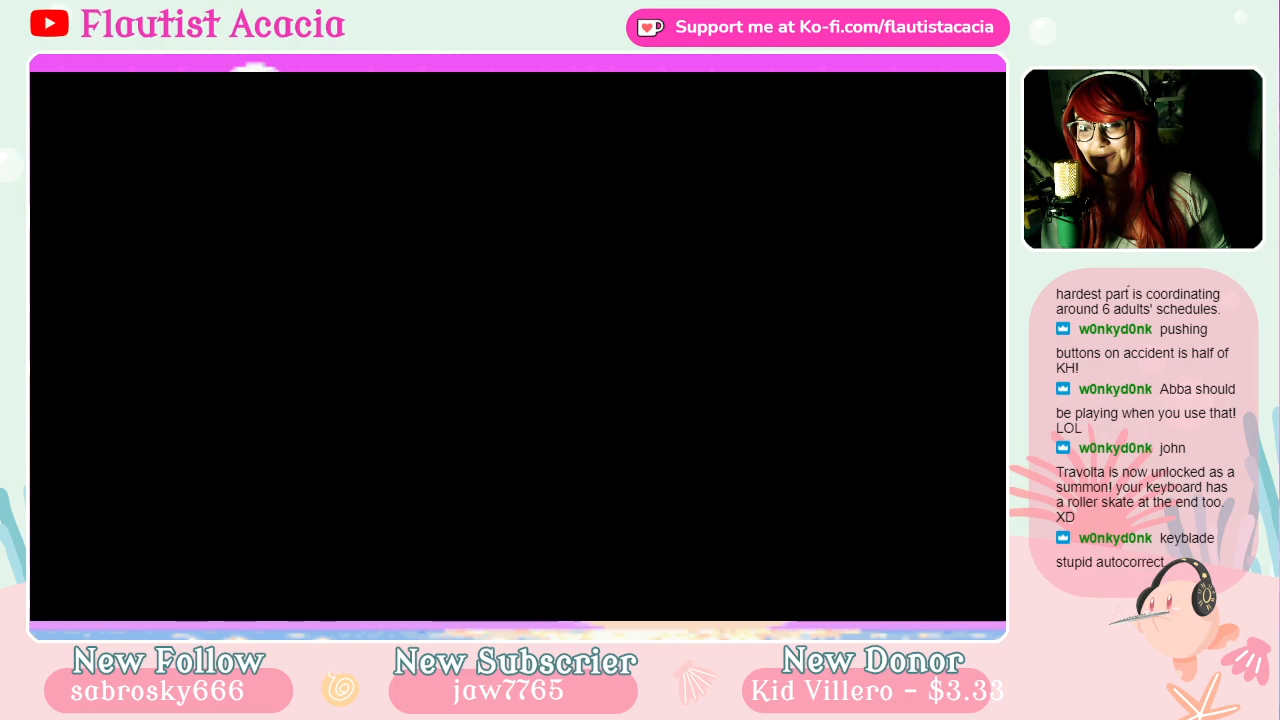 Flautist Acacia
Support me at Ko-fi.com/flautistacacia
hardest part is coordinating
around 6 adults' schedules.
w0nkyd0nk pushing
buttons on accident is half of
KH!
w0nkyd0nk Abba should
be playing when you use that!
LOL
w0nkyd0nk john
Travolta is now unlocked as a
summon! your keyboard has
a roller skate at the end too.
XD
w0nkyd0nk keyblade
stupid autocorrect
New Follow
sabrosky666
New Subscrier
jaw7765
New Donor
Kid Villero - $3.33